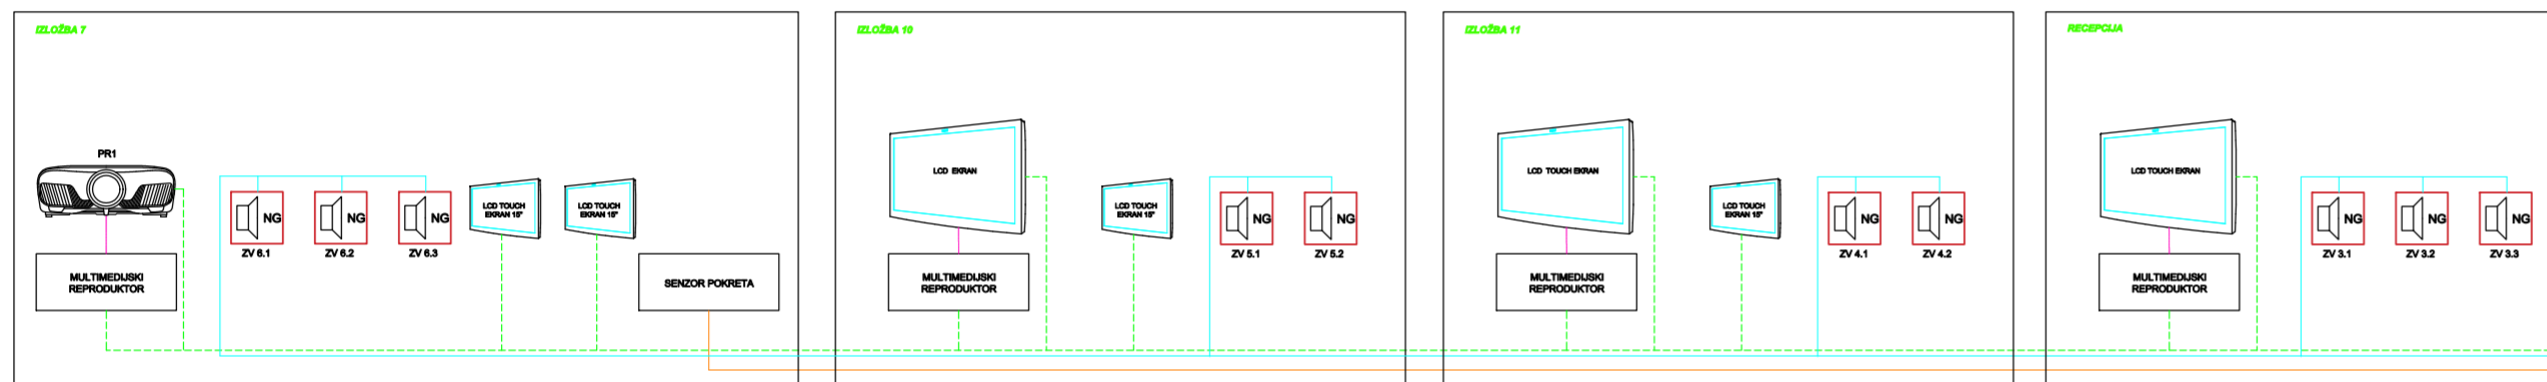 IZLOŽBA 7
PR1
NG
NG
NG
ZV 6.1
ZV 6.2
ZV 6.3
LCD TOUCH
EKRAN 15"
LCD TOUCH
EKRAN 15"
MULTIMEDIJSKI
REPRODUKTOR
SENZOR POKRETA
IZLOŽBA 10
LCD EKRAN
LCD TOUCH
EKRAN 15"
NG
NG
ZV 5.1
ZV 5.2
MULTIMEDIJSKI
REPRODUKTOR
IZLOŽBA 11
LCD TOUCH EKRAN
LCD TOUCH
EKRAN 15"
NG
NG
ZV 4.1
ZV 4.2
MULTIMEDIJSKI
REPRODUKTOR
RECEPCIJA
LCD TOUCH EKRAN
NG
NG
NG
ZV 3.1
ZV 3.2
ZV 3.3
MULTIMEDIJSKI
REPRODUKTOR